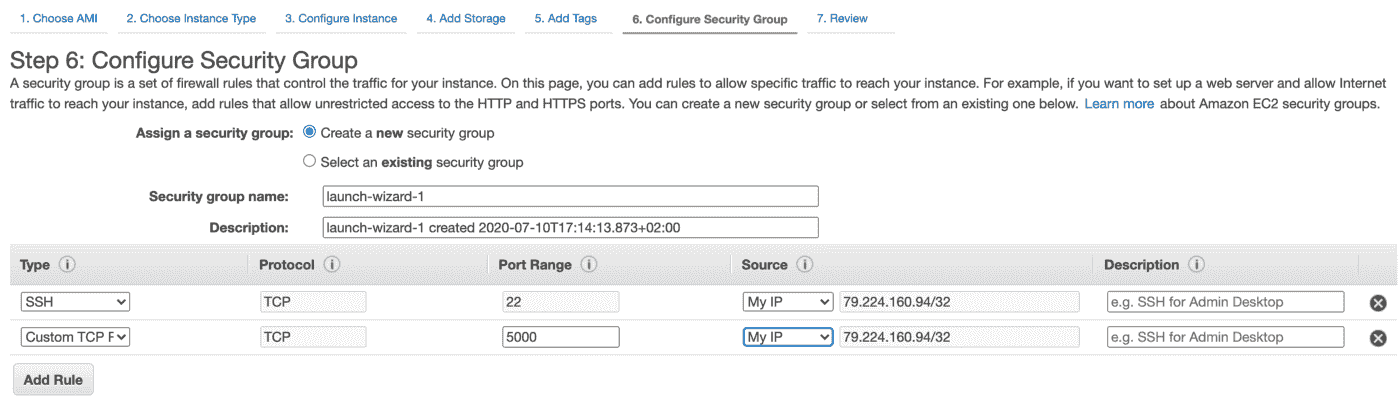 1. Choose AMI 2. Choose Instance Type 3. Configure Instance 4. Add Storage 5. Add Tags 6. Configure Security Group 7. Review
Step 6: Configure Security Group
A security group is a set of firewall rules that control the traffic for your instance. On this page, you can add rules to allow specific traffic to reach your instance. For example, if you want to set up a web server and allow Internet
traffic to reach your instance, add rules that allow unrestricted access to the HTTP and HTTPS ports. You can create a new security group or select from an existing one below. Learn more about Amazon EC2 security groups.
Assign a security group: Create a new security group
Select an existing security group
Security group name: launch-wizard-1
Description: launch-wizard-1 created 2020-07-10T17:14:13.873+02:00
Type i Protocol i Port Range i Source i Description i
SSH TCP 22 My IP 79.224.160.94/32 e.g. SSH for Admin Desktop
Custom TCP F TCP 5000 My IP 79.224.160.94/32 e.g. SSH for Admin Desktop
Add Rule